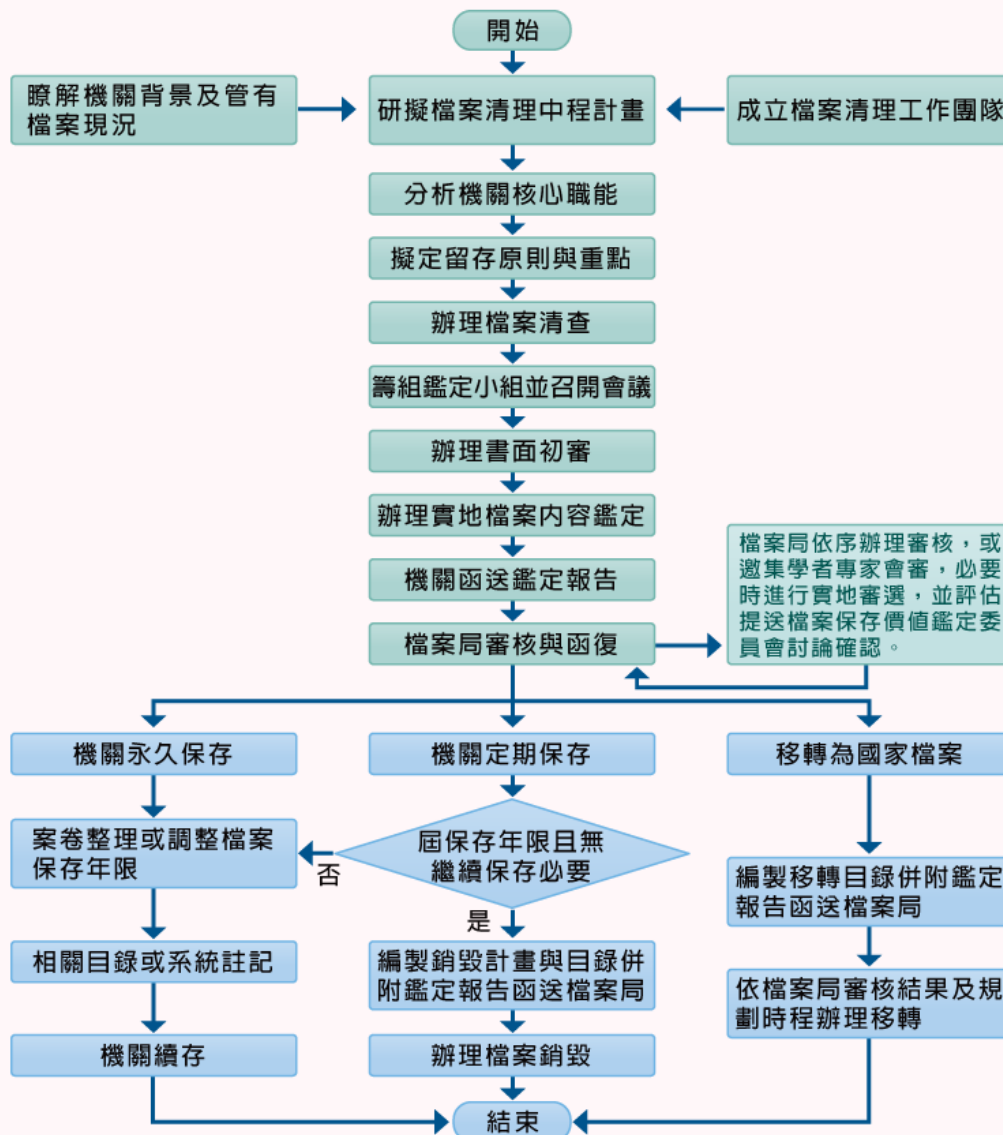 開始
瞭解機關背景及管有
檔案現況
研擬檔案清理中程計畫
成立檔案清理工作團隊
分析機關核心職能
擬定留存原則與重點
辦理檔案清查
籌組鑑定小組並召開會議
辦理書面初審
辦理實地檔案內容鑑定
機關函送鑑定報告
檔案局審核與函復
檔案局依序辦理審核，或
邀集學者專家會審，必要
時進行實地審選，並評估
提送檔案保存價值鑑定委
員會討論確認。
機關永久保存
機關定期保存
移轉為國家檔案
案卷整理或調整檔案
保存年限
否
屆保存年限且無
繼續保存必要
是
編製移轉目錄併附鑑定
報告函送檔案局
相關目錄或系統註記
編製銷毀計畫與目錄併
附鑑定報告函送檔案局
依檔案局審核結果及規
劃時程辦理移轉
機關續存
辦理檔案銷毀
結束